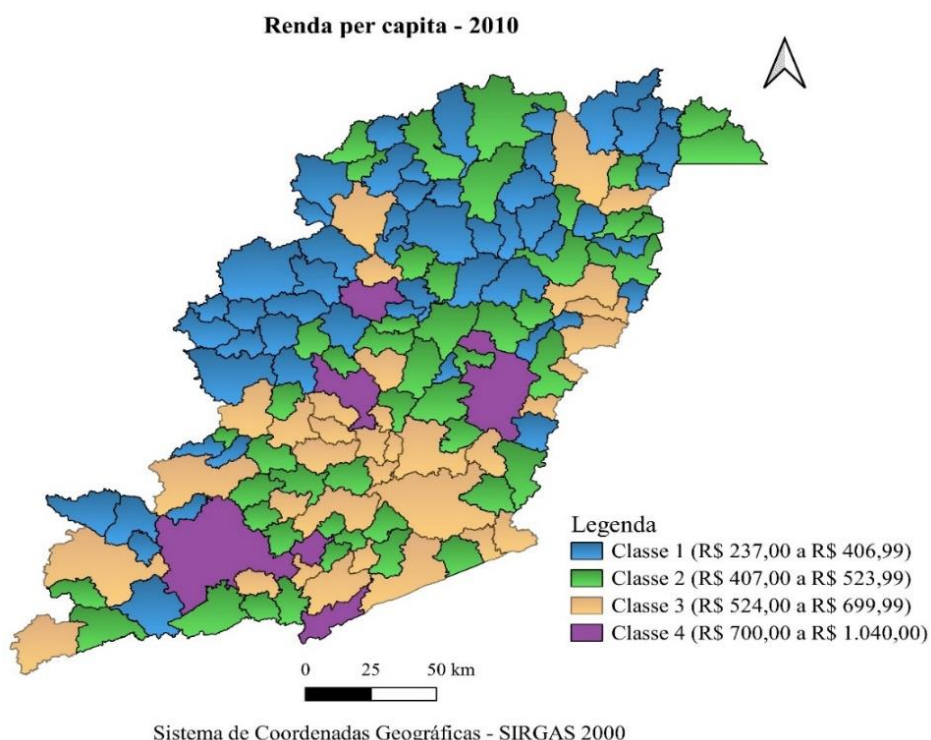 Renda per capita - 2010
Legenda
Classe 1 (R$ 237,00 a R$ 406,99)
Classe 2 (R$ 407,00 a R$ 523,99)
Classe 3 (R$ 524,00 a R$ 699,99)
Classe 4 (R$ 700,00 a R$ 1.040,00)
0 25 50 km
Sistema de Coordenadas Geográficas - SIRGAS 2000